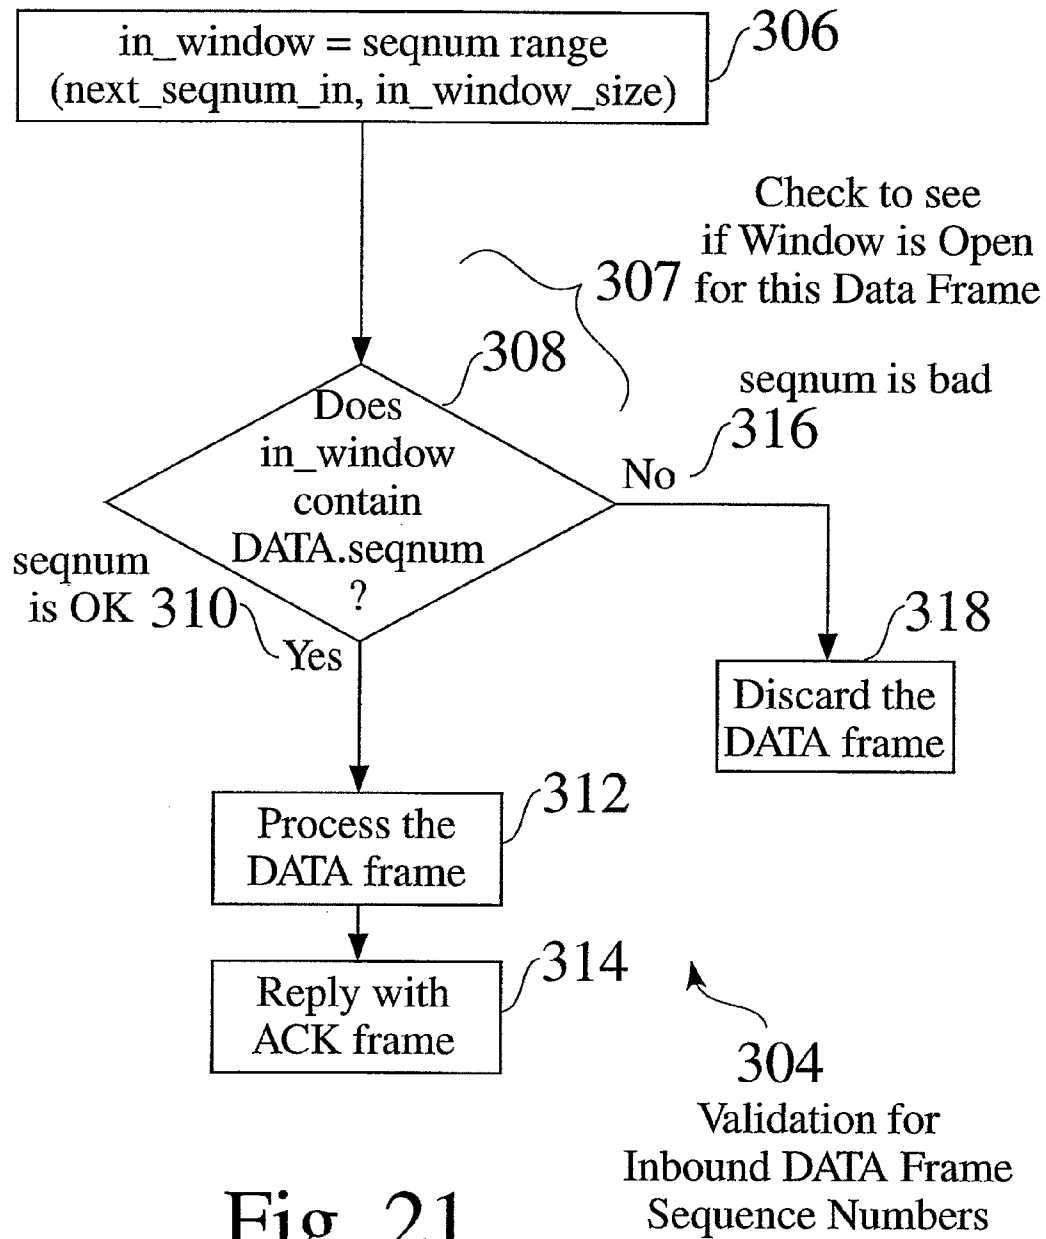 in_window = seqnum range
(next_seqnum_in, in_window_size)
306
Check to see
if Window is Open
307 for this Data Frame
308
seqnum is bad
316
No
Does
in_window
contain
DATA.seqnum
?
seqnum
is OK 310
Yes
318
Discard the
DATA frame
312
Process the
DATA frame
314
Reply with
ACK frame
304
Validation for
Inbound DATA Frame
Sequence Numbers
Fig. 21